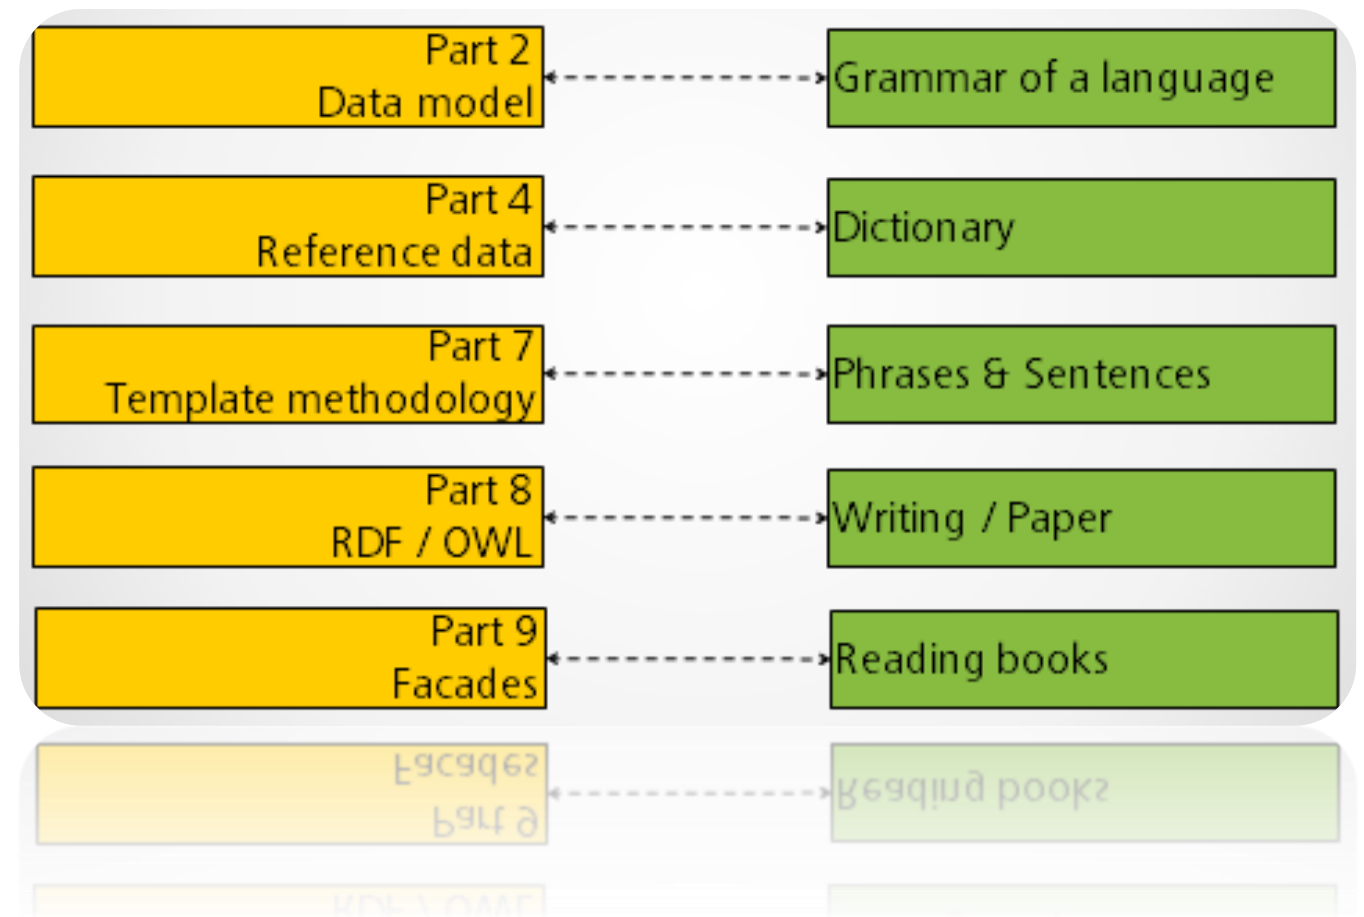 Part 2
Data model
Grammar of a language
Part 4
Reference data
Dictionary
Part 7
Template methodology
Phrases & Sentences
Part 8
RDF / OWL
Writing / Paper
Part 9
Facades
Reading books